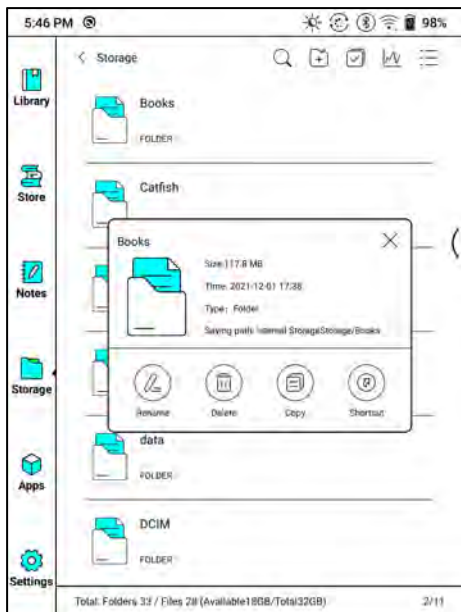 5:46 PM 98%
Storage
Library
Books
FOLDER
Store
Catfish
Books
Size:117.8 MB
Time: 2021-12-01 17:38
Type: Folder
Saving path: Internal StorageStorage/Books
Notes
Rename Delete Copy Shortcut
Storage
data
FOLDER
Apps
DCIM
FOLDER
Settings
Total: Folders 33 / Files 28 (Available18GB/Total32GB) 2/11